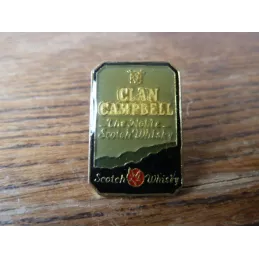 CLAN
CAMPBELL
The Noble
Scotch Whisky
Scotch Whisky